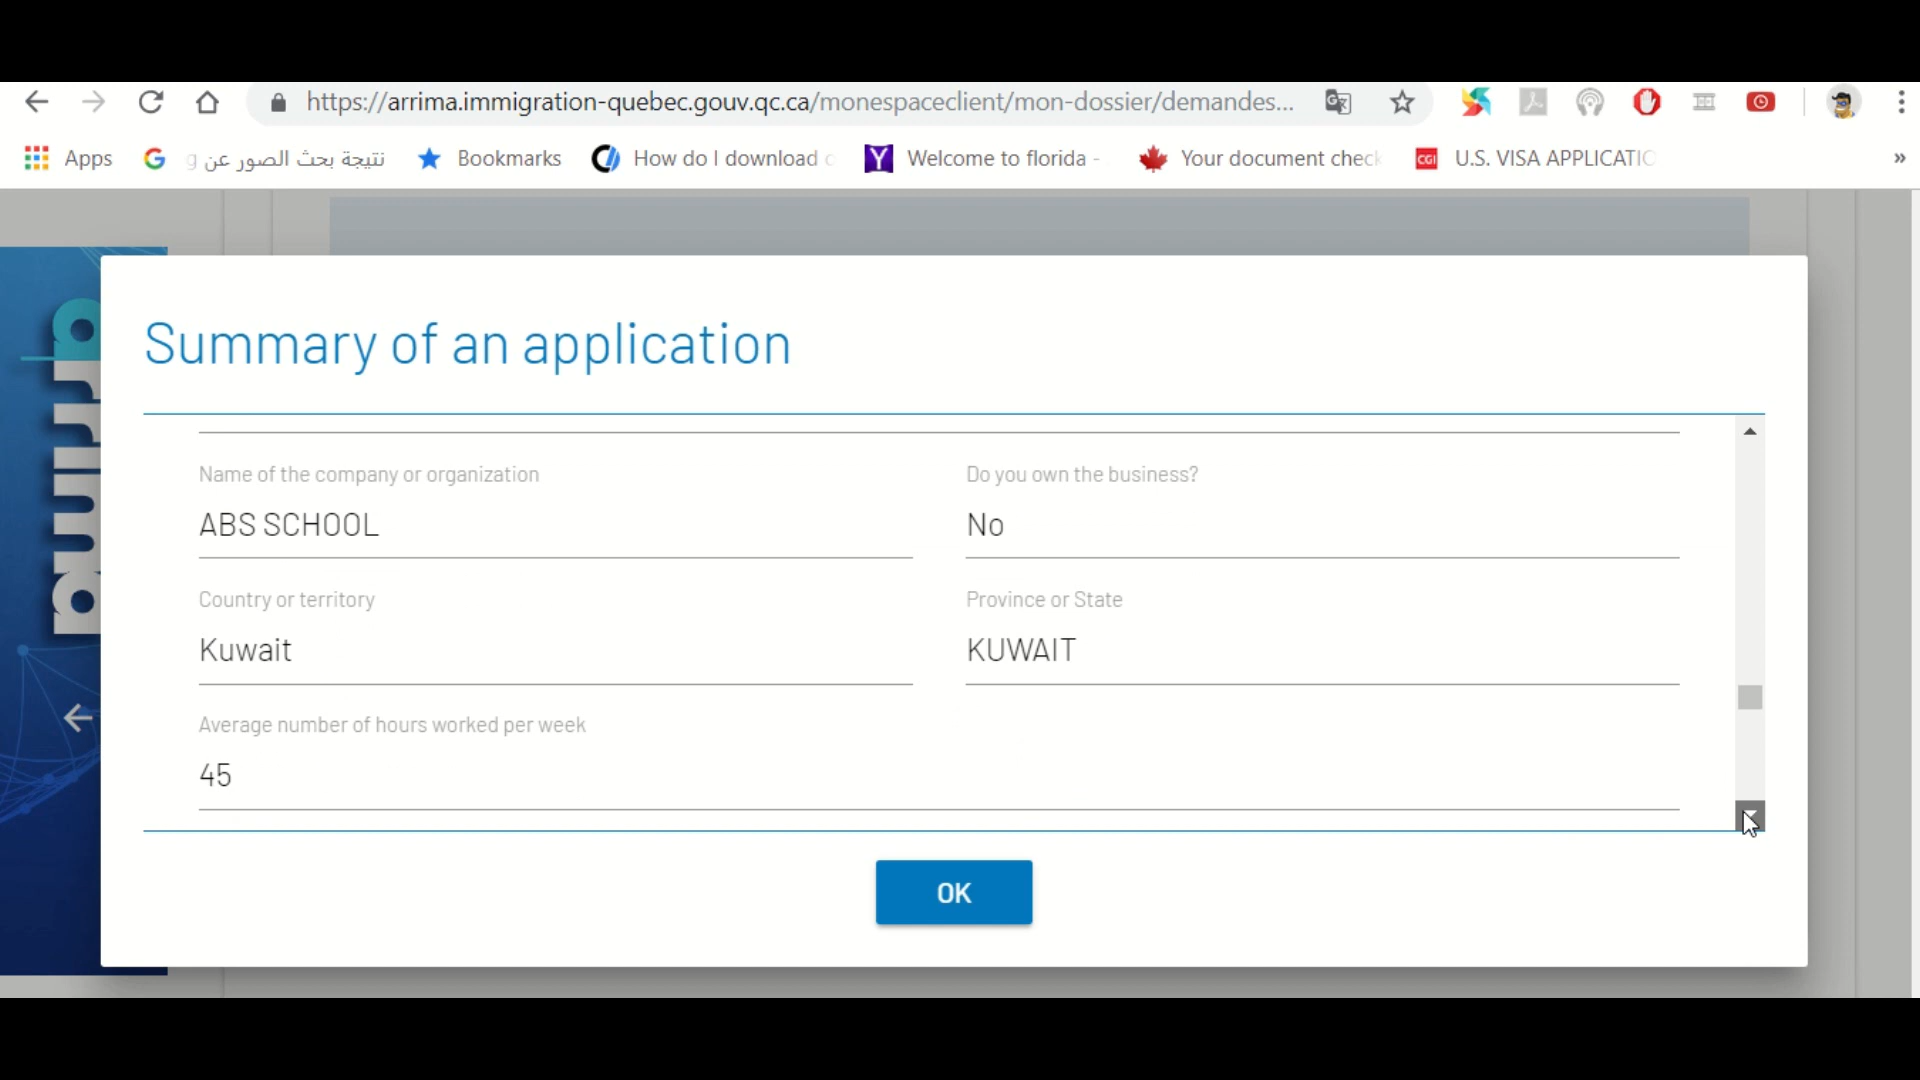 https://arrima.immigration-quebec.gouv.qc.ca/monespaceclient/mon-dossier/demandes...
Apps
نتيجة بحث الصور عن g
Bookmarks
How do I download
Welcome to florida -
Your document check
U.S. VISA APPLICATIO
»
arrima
Summary of an application
Name of the company or organization
Do you own the business?
ABS SCHOOL
No
Country or territory
Province or State
Kuwait
KUWAIT
Average number of hours worked per week
45
OK